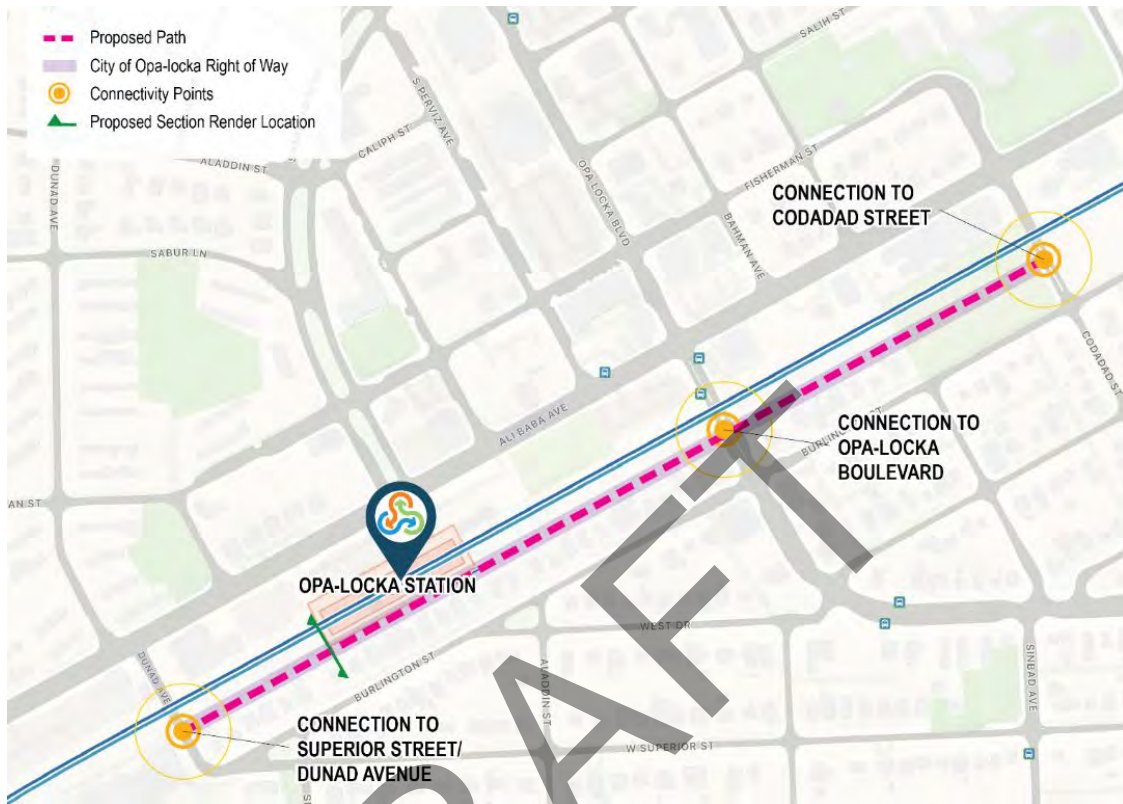 Proposed Path
City of Opa-locka Right of Way
Connectivity Points
Proposed Section Render Location
SALIH ST
S PERVIZ AVE
CALIPH ST
ALADDIN ST
DUNAD AVE
OPA LOCKA BLVD
FISHERMAN ST
BAHMAN AVE
SABUR LN
CONNECTION TO
CODADAD STREET
CODADAD ST
ALI BABA AVE
CONNECTION TO
OPA-LOCKA
BOULEVARD
OPA-LOCKA STATION
WEST DR
BURLINGTON ST
ALADDIN ST
SINBAD AVE
DUNAD AVE
CONNECTION TO
SUPERIOR STREET/
DUNAD AVENUE
W SUPERIOR ST
DRAFT